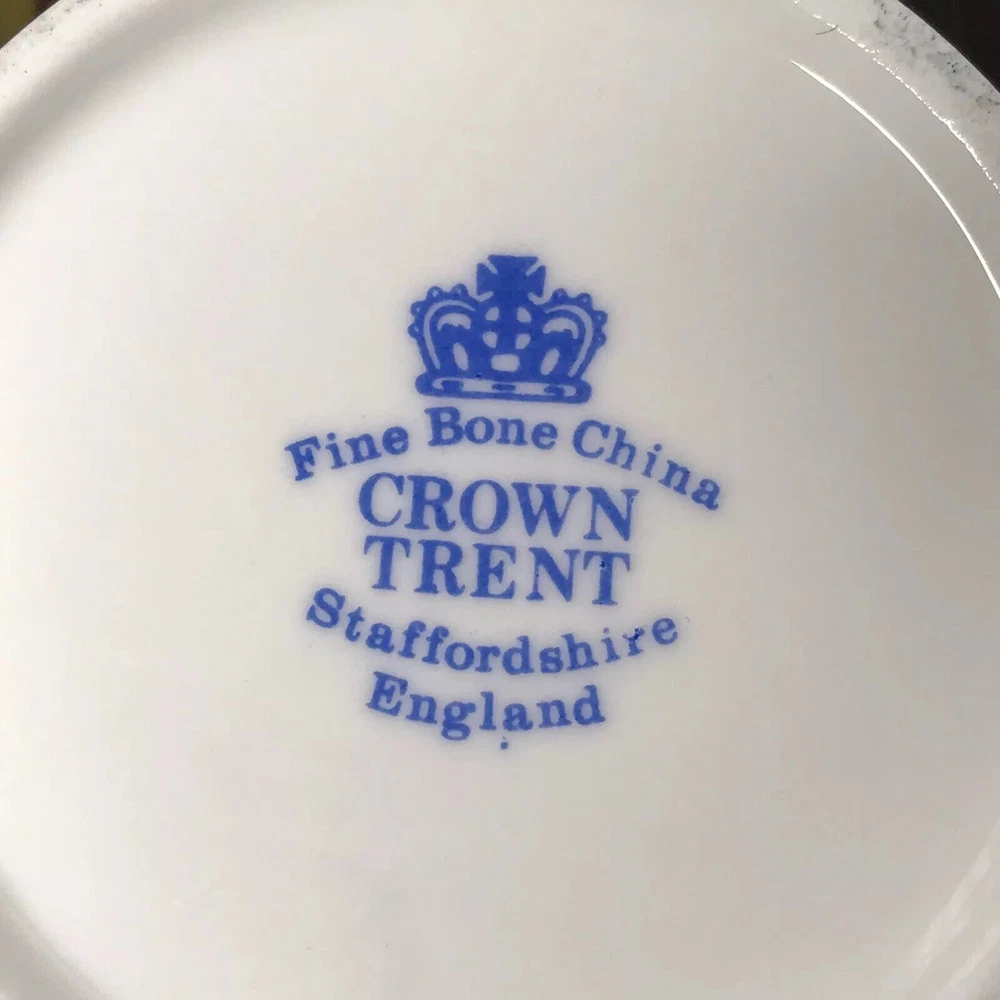 Fine Bone China
CROWN
TRENT
Staffordshire
England